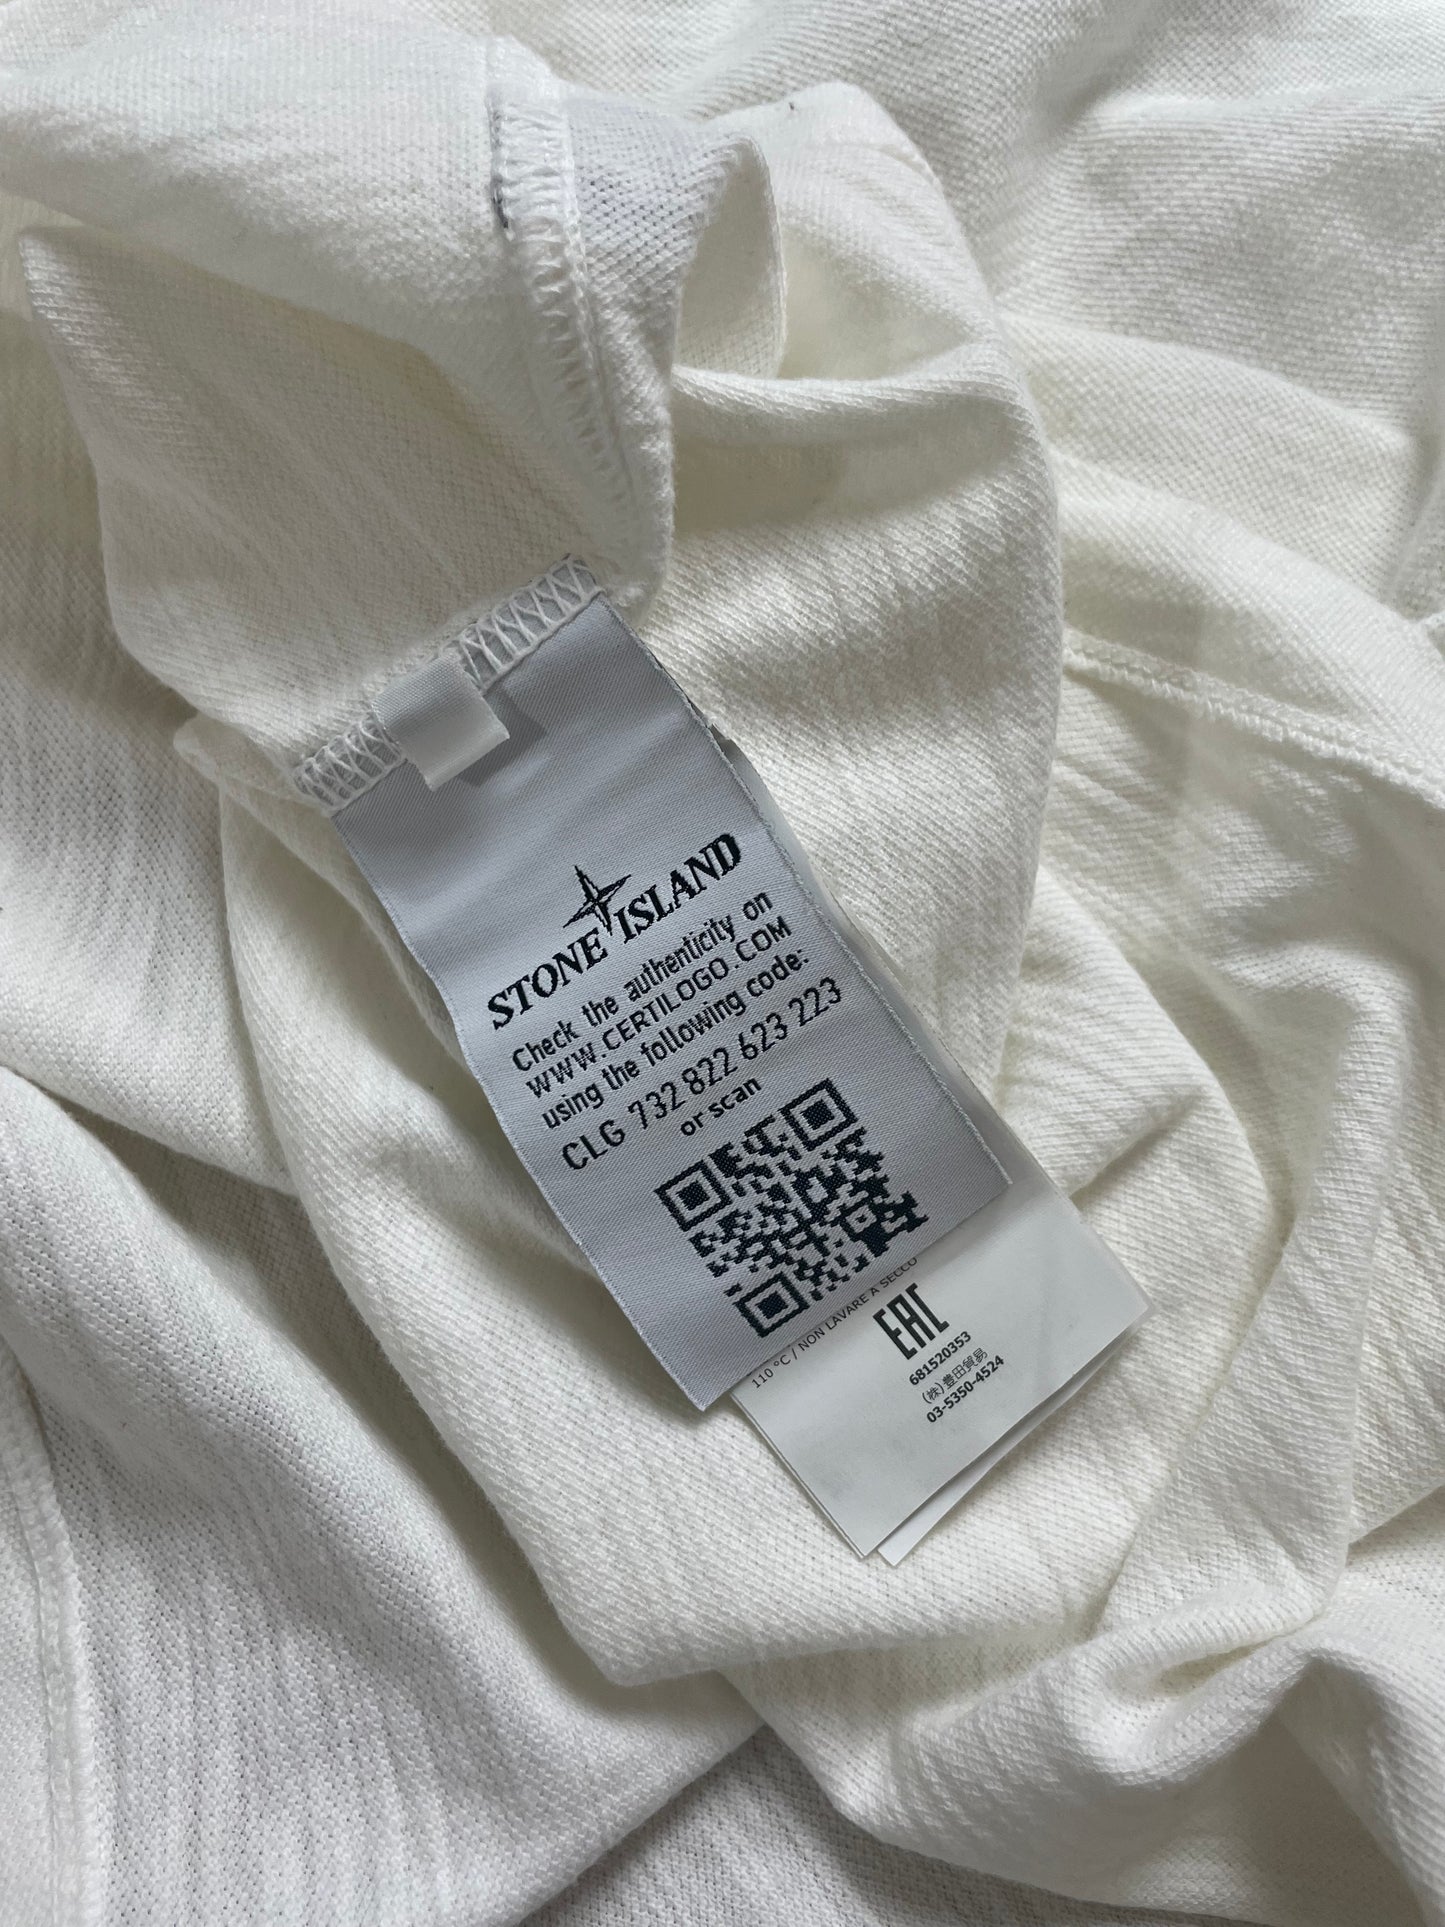 STONE ISLAND
Check the authenticity on
WWW.CERTILOGO.COM
using the following code:
CLG 732 822 623 223
or scan
110 °C / NON LAVARE A SECCO
EAC
681520353
(株)豊田貿易
03-5350-4524